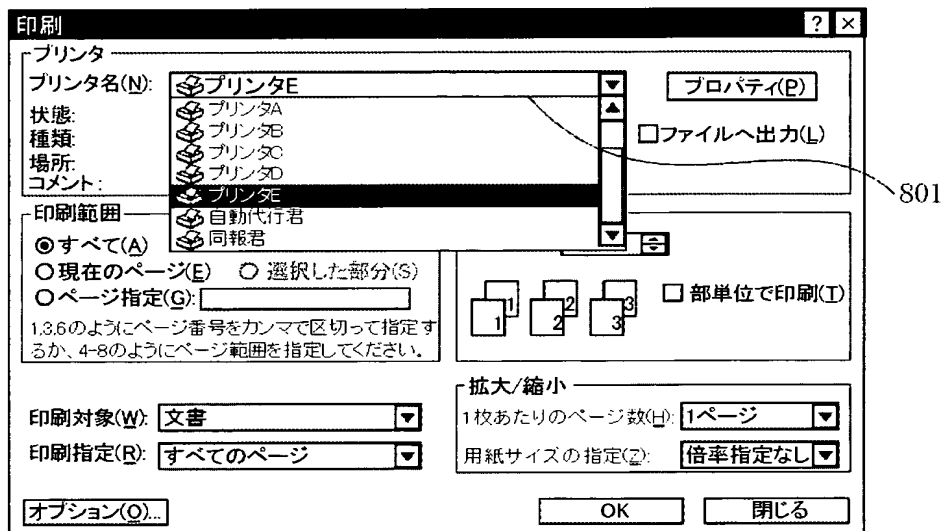 印刷 ? ×
プリンタ
プリンタ名(N): プリンタE プロパティ(P)
プリンタA
プリンタB
プリンタC
プリンタD
プリンタE
自動代行君
同報君
状態:
種類:
場所:
コメント:
ファイルへ出力(L)
801
印刷範囲
すべて(A)
現在のページ(E) 選択した部分(S)
ページ指定(G):
1.3.6のようにページ番号をカンマで区切って指定す
るか、4-8のようにページ範囲を指定してください。
1 1 2 2 3 3
部単位で印刷(T)
印刷対象(W): 文書
印刷指定(R): すべてのページ
拡大/縮小
1枚あたりのページ数(H): 1ページ
用紙サイズの指定(Z): 倍率指定なし
オプション(O)... OK 閉じる